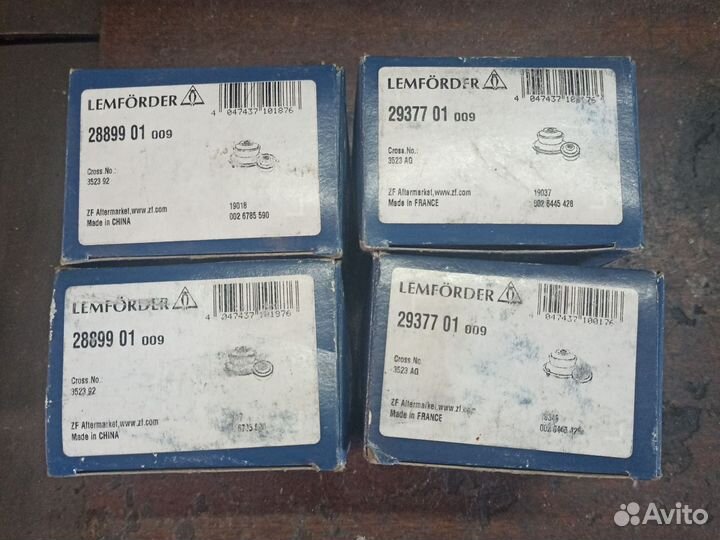 LEMFÖRDER
4 047437 101876
28899 01 009
Cross.No.:
3523 92
19018
ZF Aftermarket,www.zf.com
002 6785 590
Made in CHINA
LEMFÖRDER
29377 01 009
Cross.No.:
3523 AQ
19037
ZF Aftermarket,www.zf.com
002 6445 428
Made in FRANCE
LEMFÖRDER
28899 01 009
Cross.No.:
3523 92
ZF Aftermarket,www.zf.com
Made in CHINA
LEMFÖRDER
4 047437 100176
29377 01 009
Cross.No.:
3523 AQ
ZF Aftermarket,www.zf.com
Made in FRANCE
Avito